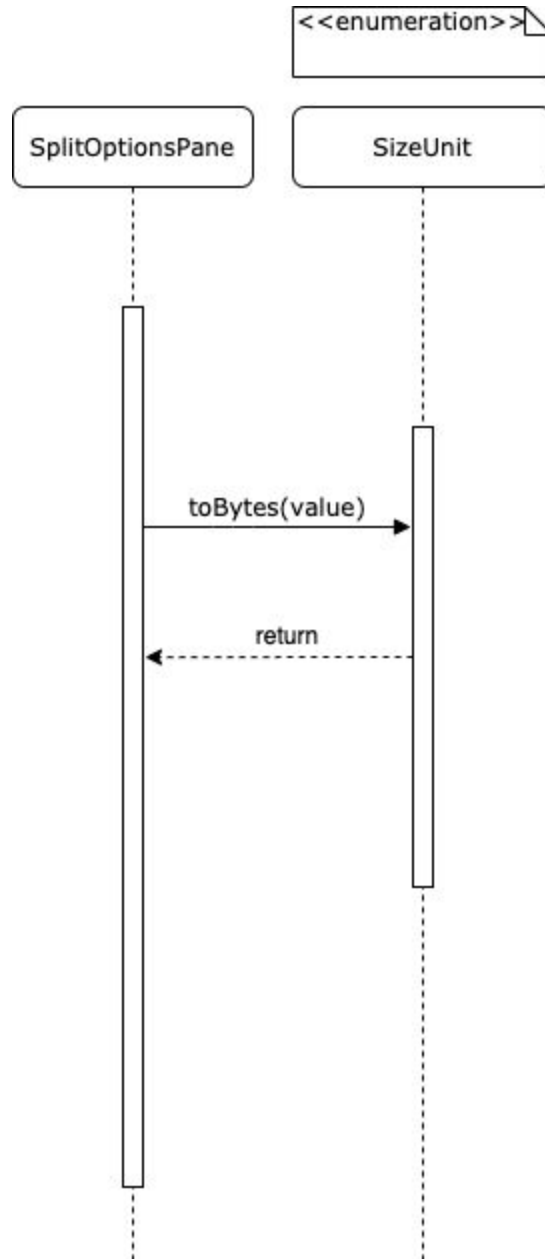 <<enumeration>>
SplitOptionsPane
SizeUnit
toBytes(value)
return